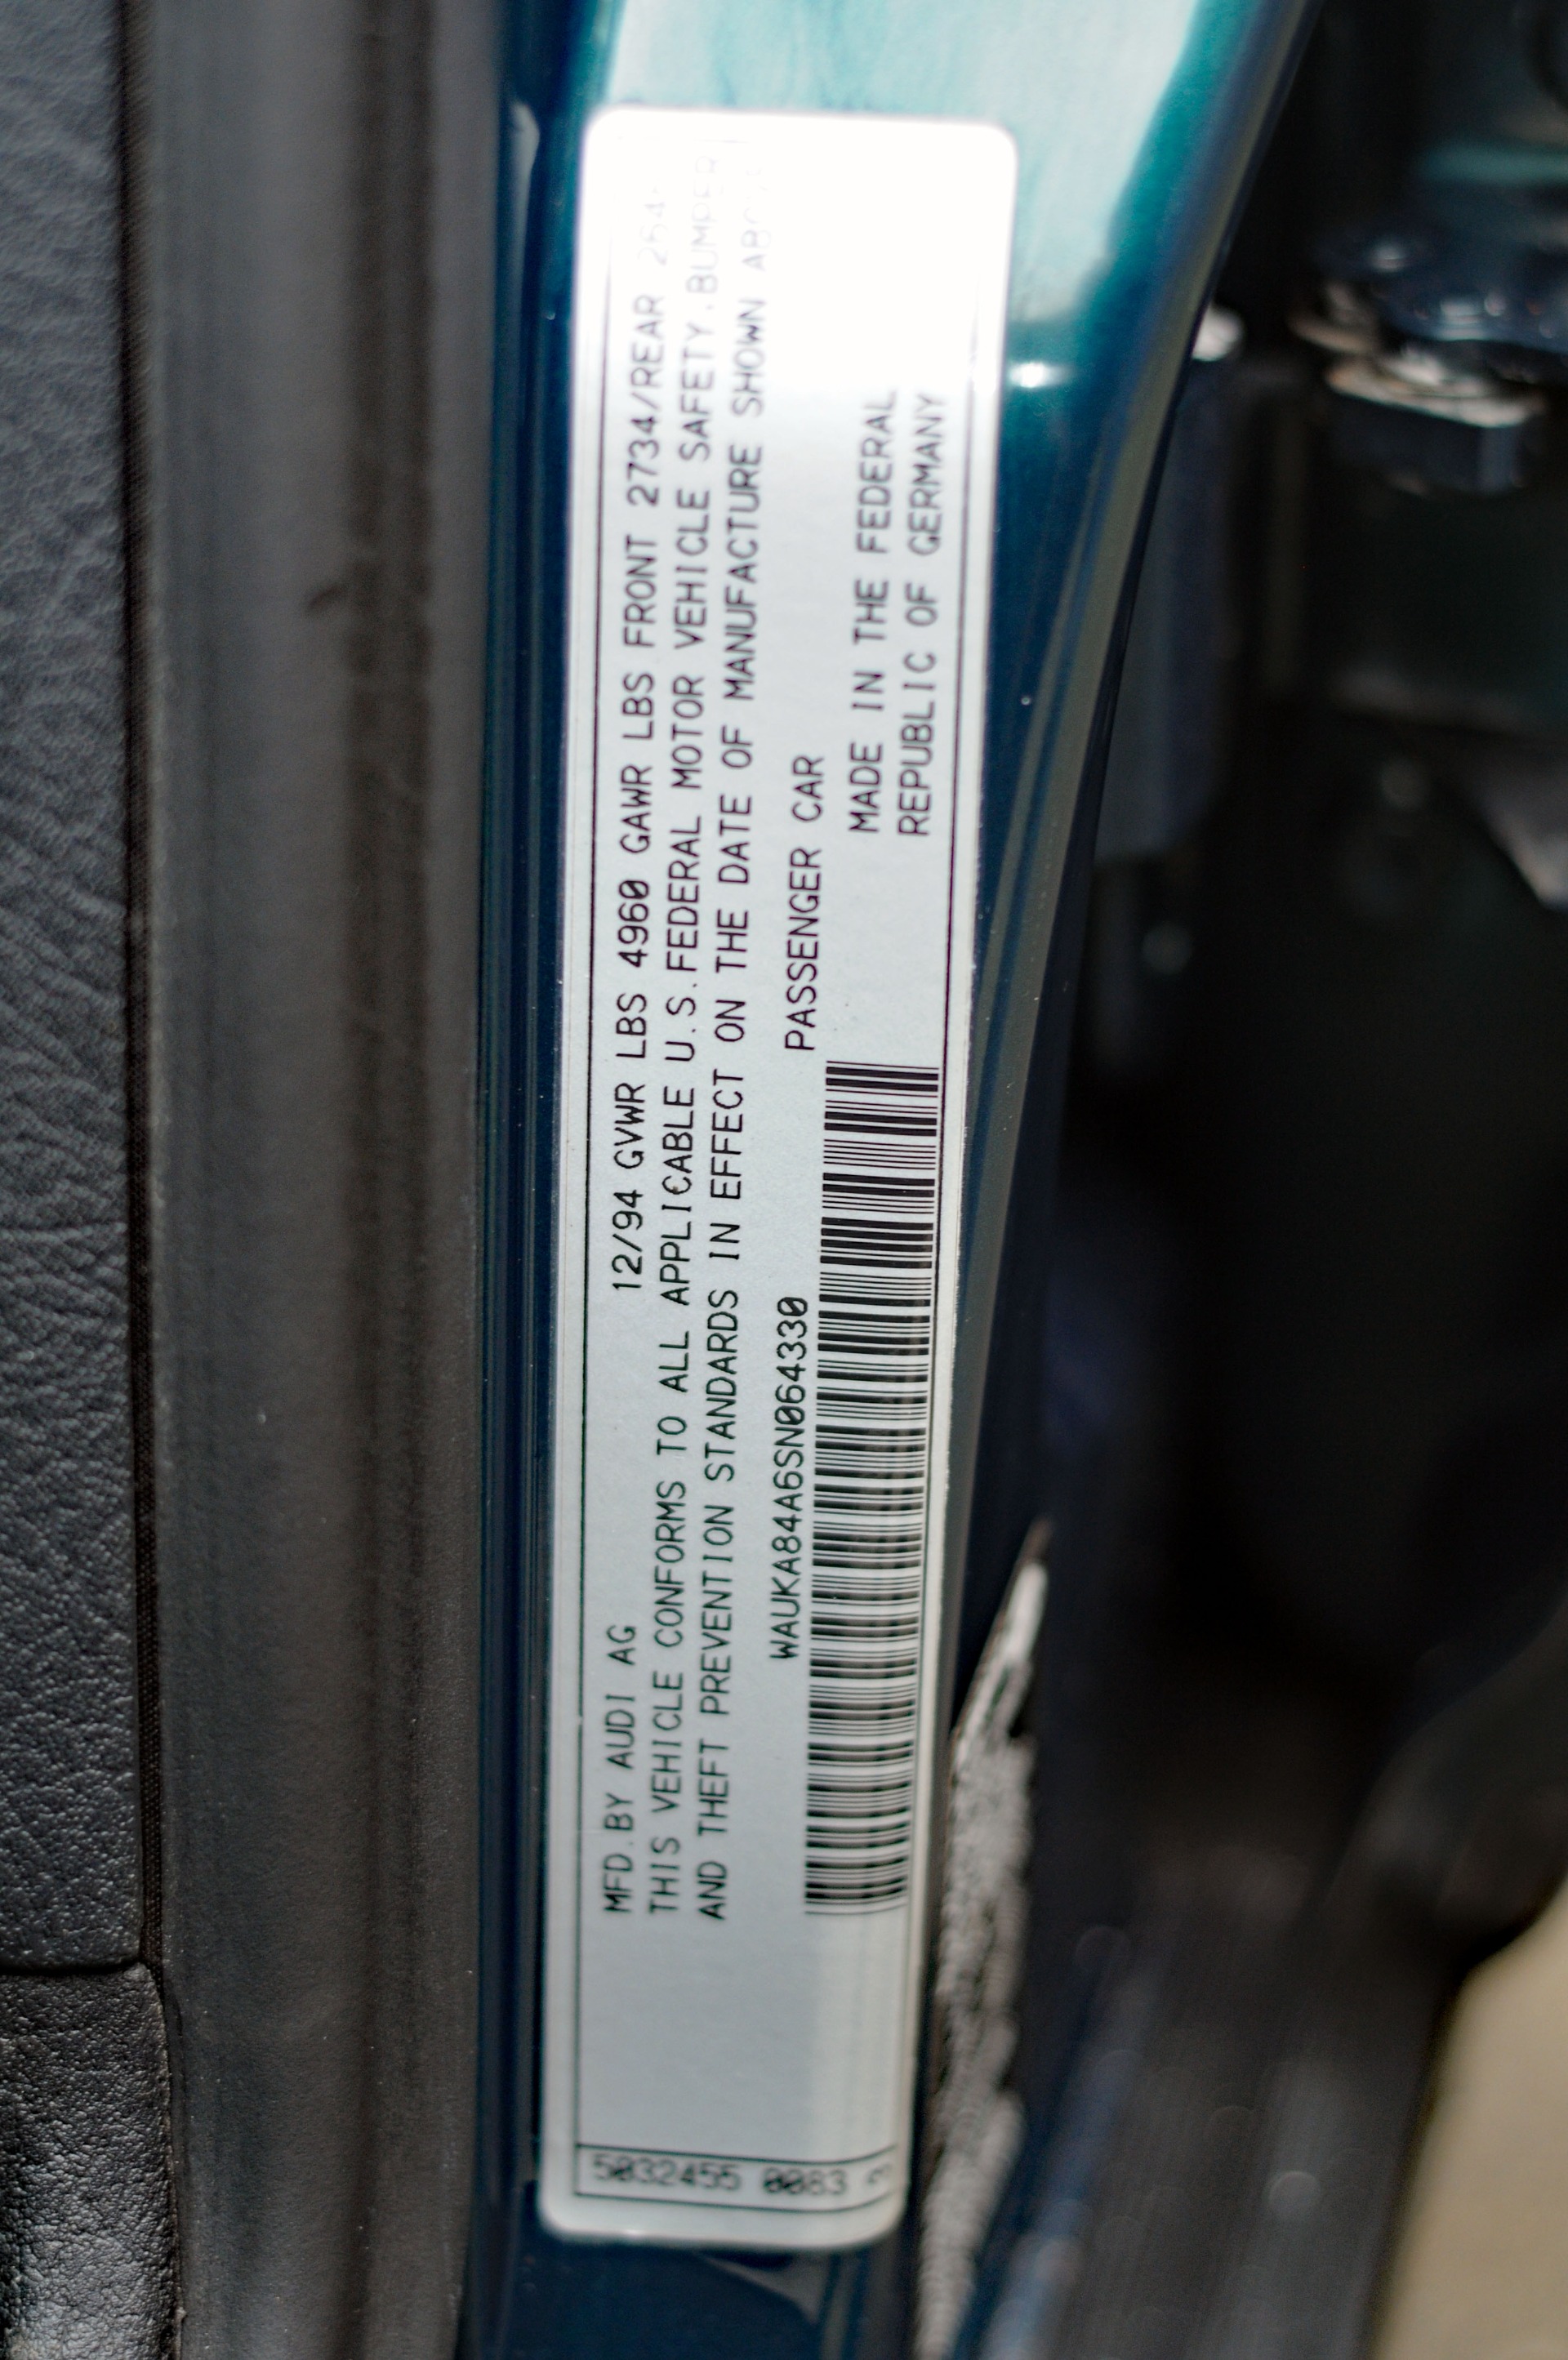 MFD.BY AUDI AG 12/94 GVWR LBS 4960 GAWR LBS FRONT 2734/REAR
THIS VEHICLE CONFORMS TO ALL APPLICABLE U.S.FEDERAL MOTOR VEHICLE SAFETY.BUMPER
AND THEFT PREVENTION STANDARDS IN EFFECT ON THE DATE OF MANUFACTURE SHOWN ABOVE
WAUKA84A6SN064330 PASSENGER CAR
MADE IN THE FEDERAL
REPUBLIC OF GERMANY
5032455 0083